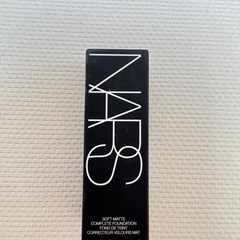 NARS
SOFT MATTE
COMPLETE FOUNDATION
FOND DE TEINT
CORRECTEUR VELOURS MAT